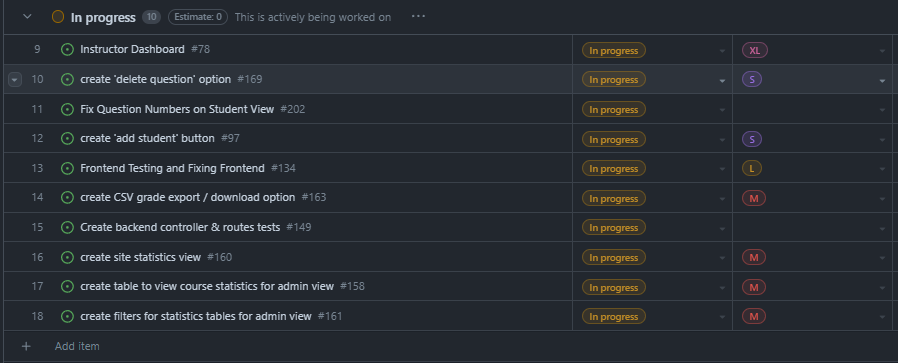 In progress 10 Estimate: 0 This is actively being worked on ...
9 Instructor Dashboard #78 In progress XL
10 create 'delete question' option #169 In progress S
11 Fix Question Numbers on Student View #202 In progress
12 create 'add student' button #97 In progress S
13 Frontend Testing and Fixing Frontend #134 In progress L
14 create CSV grade export / download option #163 In progress M
15 Create backend controller & routes tests #149 In progress
16 create site statistics view #160 In progress M
17 create table to view course statistics for admin view #158 In progress M
18 create filters for statistics tables for admin view #161 In progress M
+ Add item